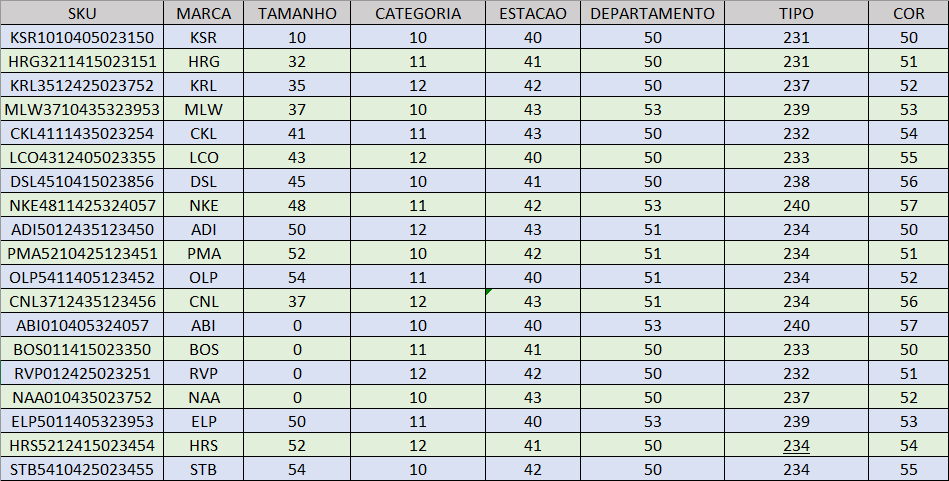 SKU MARCA TAMANHO CATEGORIA ESTACAO DEPARTAMENTO TIPO COR
KSR1010405023150 KSR 10 10 40 50 231 50
HRG3211415023151 HRG 32 11 41 50 231 51
KRL3512425023752 KRL 35 12 42 50 237 52
MLW3710435323953 MLW 37 10 43 53 239 53
CKL4111435023254 CKL 41 11 43 50 232 54
LCO4312405023355 LCO 43 12 40 50 233 55
DSL4510415023856 DSL 45 10 41 50 238 56
NKE4811425324057 NKE 48 11 42 53 240 57
ADI5012435123450 ADI 50 12 43 51 234 50
PMA5210425123451 PMA 52 10 42 51 234 51
OLP5411405123452 OLP 54 11 40 51 234 52
CNL3712435123456 CNL 37 12 43 51 234 56
ABI010405324057 ABI 0 10 40 53 240 57
BOS011415023350 BOS 0 11 41 50 233 50
RVP012425023251 RVP 0 12 42 50 232 51
NAA010435023752 NAA 0 10 43 50 237 52
ELP5011405323953 ELP 50 11 40 53 239 53
HRS5212415023454 HRS 52 12 41 50 234 54
STB5410425023455 STB 54 10 42 50 234 55